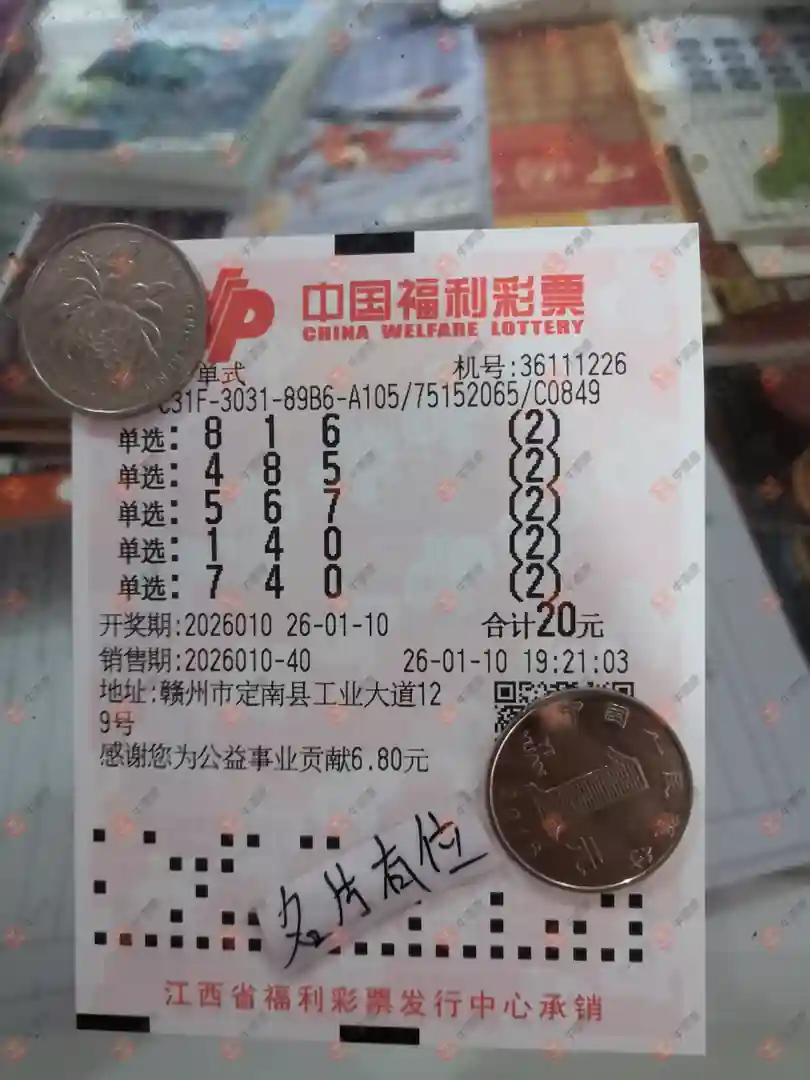 中国福利彩票
CHINA WELFARE LOTTERY
单式 机号:36111226
C31F-3031-89B6-A105/75152065/C0849
单选: 8 1 6 (2)
单选: 4 8 5 (2)
单选: 5 6 7 (2)
单选: 1 4 0 (2)
单选: 7 4 0 (2)
开奖期:2026010 26-01-10 合计20元
销售期:2026010-40 26-01-10 19:21:03
地址:赣州市定南县工业大道12
9号
感谢您为公益事业贡献6.80元
名片有位
江西省福利彩票发行中心承销